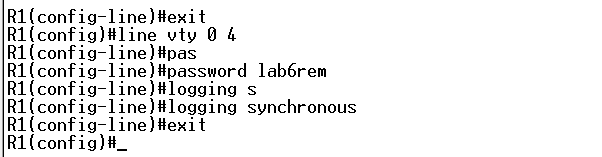 R1(config-line)#exit
R1(config)#line vty 0 4
R1(config-line)#pas
R1(config-line)#password lab6rem
R1(config-line)#logging s
R1(config-line)#logging synchronous
R1(config-line)#exit
R1(config)#_